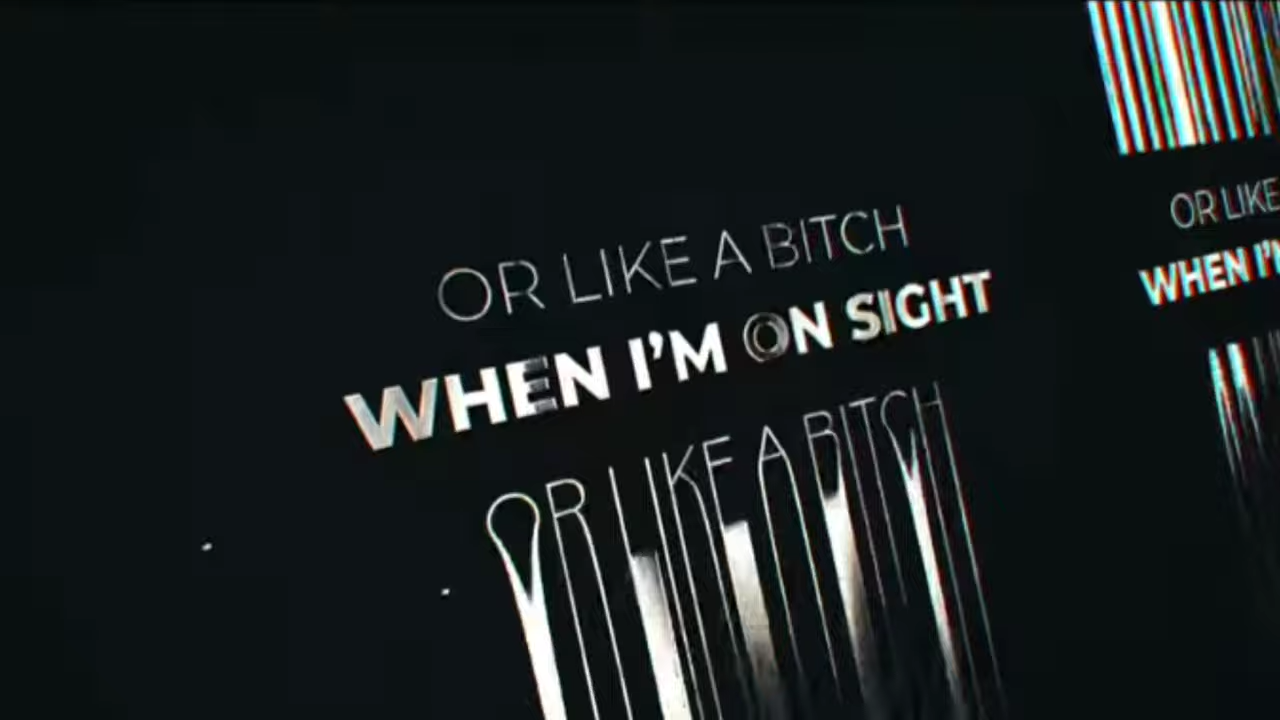 OR LIKE A BITCH
WHEN I'M ON SIGHT
OR LIKE A BITCH
OR LIKE
WHEN I'M